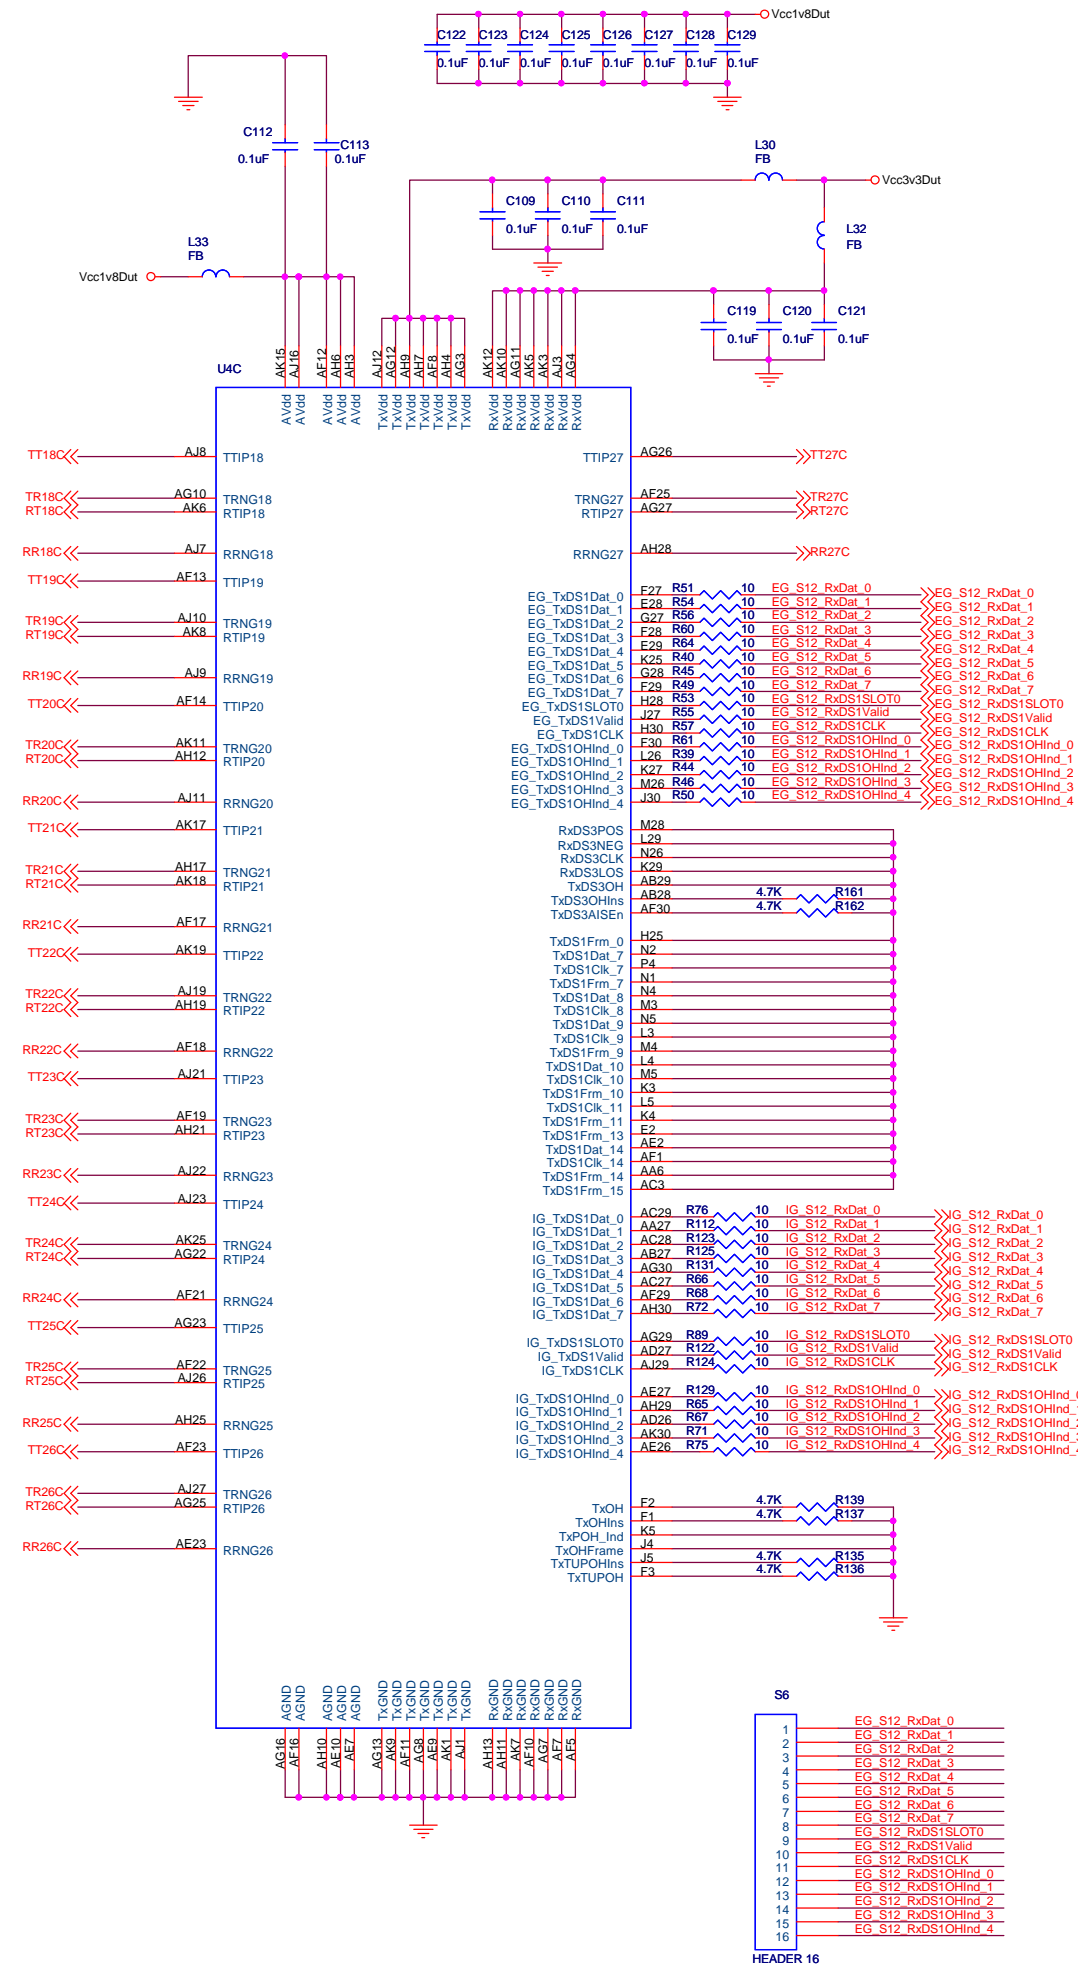 Vcc1v8Dut
C122 C123 C124 C125 C126 C127 C128 C129
0.1uF 0.1uF 0.1uF 0.1uF 0.1uF 0.1uF 0.1uF 0.1uF
C112 C113
0.1uF 0.1uF
L30
FB
Vcc3v3Dut
C109 C110 C111
0.1uF 0.1uF 0.1uF
L32
FB
L33
FB
Vcc1v8Dut
C119 C120 C121
0.1uF 0.1uF 0.1uF
U4C
AK15 AJ16 AF12 AH6 AH3 AJ12 AG12 AH9 AH7 AF8 AH4 AG3 AK12 AK10 AG11 AK5 AK3 AJ3 AG4
AVdd AVdd AVdd AVdd AVdd TxVdd TxVdd TxVdd TxVdd TxVdd TxVdd TxVdd RxVdd RxVdd RxVdd RxVdd RxVdd RxVdd RxVdd
TT18C AJ8 TTIP18
TR18C AG10 TRNG18
RT18C AK6 RTIP18
RR18C AJ7 RRNG18
TT19C AF13 TTIP19
TR19C AJ10 TRNG19
RT19C AK8 RTIP19
RR19C AJ9 RRNG19
TT20C AF14 TTIP20
TR20C AK11 TRNG20
RT20C AH12 RTIP20
RR20C AJ11 RRNG20
TT21C AK17 TTIP21
TR21C AH17 TRNG21
RT21C AK18 RTIP21
RR21C AF17 RRNG21
TT22C AK19 TTIP22
TR22C AJ19 TRNG22
RT22C AH19 RTIP22
RR22C AF18 RRNG22
TT23C AJ21 TTIP23
TR23C AF19 TRNG23
RT23C AH21 RTIP23
RR23C AJ22 RRNG23
TT24C AJ23 TTIP24
TR24C AK25 TRNG24
RT24C AG22 RTIP24
RR24C AF21 RRNG24
TT25C AG23 TTIP25
TR25C AF22 TRNG25
RT25C AJ26 RTIP25
RR25C AH25 RRNG25
TT26C AF23 TTIP26
TR26C AJ27 TRNG26
RT26C AG25 RTIP26
RR26C AE23 RRNG26
TTIP27 AG26 TT27C
TRNG27 AF25 TR27C
RTIP27 AG27 RT27C
RRNG27 AH28 RR27C
EG_TxDS1Dat_0 F27 R51 10 EG_S12_RxDat_0 EG_S12_RxDat_0
EG_TxDS1Dat_1 E28 R54 10 EG_S12_RxDat_1 EG_S12_RxDat_1
EG_TxDS1Dat_2 G27 R56 10 EG_S12_RxDat_2 EG_S12_RxDat_2
EG_TxDS1Dat_3 F28 R60 10 EG_S12_RxDat_3 EG_S12_RxDat_3
EG_TxDS1Dat_4 E29 R64 10 EG_S12_RxDat_4 EG_S12_RxDat_4
EG_TxDS1Dat_5 K25 R40 10 EG_S12_RxDat_5 EG_S12_RxDat_5
EG_TxDS1Dat_6 G28 R45 10 EG_S12_RxDat_6 EG_S12_RxDat_6
EG_TxDS1Dat_7 F29 R49 10 EG_S12_RxDat_7 EG_S12_RxDat_7
EG_TxDS1SLOT0 H28 R53 10 EG_S12_RxDS1SLOT0 EG_S12_RxDS1SLOT0
EG_TxDS1Valid J27 R55 10 EG_S12_RxDS1Valid EG_S12_RxDS1Valid
EG_TxDS1CLK H30 R57 10 EG_S12_RxDS1CLK EG_S12_RxDS1CLK
EG_TxDS1OHInd_0 F30 R61 10 EG_S12_RxDS1OHInd_0 EG_S12_RxDS1OHInd_0
EG_TxDS1OHInd_1 L26 R39 10 EG_S12_RxDS1OHInd_1 EG_S12_RxDS1OHInd_1
EG_TxDS1OHInd_2 K27 R44 10 EG_S12_RxDS1OHInd_2 EG_S12_RxDS1OHInd_2
EG_TxDS1OHInd_3 M26 R46 10 EG_S12_RxDS1OHInd_3 EG_S12_RxDS1OHInd_3
EG_TxDS1OHInd_4 J30 R50 10 EG_S12_RxDS1OHInd_4 EG_S12_RxDS1OHInd_4
RxDS3POS M28
RxDS3NEG L29
RxDS3CLK N26
RxDS3LOS K29
TxDS3OH AB29
TxDS3OHIns AB28 4.7K R161
TxDS3AISEn AF30 4.7K R162
TxDS1Frm_0 H25
TxDS1Dat_7 N2
TxDS1Clk_7 P4
TxDS1Frm_7 N1
TxDS1Dat_8 N4
TxDS1Clk_8 M3
TxDS1Dat_9 N5
TxDS1Clk_9 L3
TxDS1Frm_9 M4
TxDS1Dat_10 L4
TxDS1Clk_10 M5
TxDS1Frm_10 K3
TxDS1Clk_11 L5
TxDS1Frm_11 K4
TxDS1Frm_13 E2
TxDS1Dat_14 AE2
TxDS1Clk_14 AF1
TxDS1Frm_14 AA6
TxDS1Frm_15 AC3
IG_TxDS1Dat_0 AC29 R76 10 IG_S12_RxDat_0 IG_S12_RxDat_0
IG_TxDS1Dat_1 AA27 R112 10 IG_S12_RxDat_1 IG_S12_RxDat_1
IG_TxDS1Dat_2 AC28 R123 10 IG_S12_RxDat_2 IG_S12_RxDat_2
IG_TxDS1Dat_3 AB27 R125 10 IG_S12_RxDat_3 IG_S12_RxDat_3
IG_TxDS1Dat_4 AG30 R131 10 IG_S12_RxDat_4 IG_S12_RxDat_4
IG_TxDS1Dat_5 AC27 R66 10 IG_S12_RxDat_5 IG_S12_RxDat_5
IG_TxDS1Dat_6 AF29 R68 10 IG_S12_RxDat_6 IG_S12_RxDat_6
IG_TxDS1Dat_7 AH30 R72 10 IG_S12_RxDat_7 IG_S12_RxDat_7
IG_TxDS1SLOT0 AG29 R89 10 IG_S12_RxDS1SLOT0 IG_S12_RxDS1SLOT0
IG_TxDS1Valid AD27 R122 10 IG_S12_RxDS1Valid IG_S12_RxDS1Valid
IG_TxDS1CLK AJ29 R124 10 IG_S12_RxDS1CLK IG_S12_RxDS1CLK
IG_TxDS1OHInd_0 AE27 R129 10 IG_S12_RxDS1OHInd_0 IG_S12_RxDS1OHInd_0
IG_TxDS1OHInd_1 AH29 R65 10 IG_S12_RxDS1OHInd_1 IG_S12_RxDS1OHInd_1
IG_TxDS1OHInd_2 AD26 R67 10 IG_S12_RxDS1OHInd_2 IG_S12_RxDS1OHInd_2
IG_TxDS1OHInd_3 AK30 R71 10 IG_S12_RxDS1OHInd_3 IG_S12_RxDS1OHInd_3
IG_TxDS1OHInd_4 AE26 R75 10 IG_S12_RxDS1OHInd_4 IG_S12_RxDS1OHInd_4
TxOH F2 4.7K R139
TxOHIns F1 4.7K R137
TxPOH_Ind K5
TxOHFrame J4
TxTUPOHIns J5 4.7K R135
TxTUPOH F3 4.7K R136
AGND AGND AGND AGND AGND TxGND TxGND TxGND TxGND TxGND TxGND TxGND RxGND RxGND RxGND RxGND RxGND RxGND RxGND
AG16 AF16 AH10 AE10 AE7 AG13 AK9 AF11 AG8 AE9 AK1 AJ1 AH13 AH11 AK7 AF10 AG7 AF7 AF5
S6
1 EG_S12_RxDat_0
2 EG_S12_RxDat_1
3 EG_S12_RxDat_2
4 EG_S12_RxDat_3
5 EG_S12_RxDat_4
6 EG_S12_RxDat_5
7 EG_S12_RxDat_6
8 EG_S12_RxDat_7
9 EG_S12_RxDS1SLOT0
10 EG_S12_RxDS1Valid
11 EG_S12_RxDS1CLK
12 EG_S12_RxDS1OHInd_0
13 EG_S12_RxDS1OHInd_1
14 EG_S12_RxDS1OHInd_2
15 EG_S12_RxDS1OHInd_3
16 EG_S12_RxDS1OHInd_4
HEADER 16